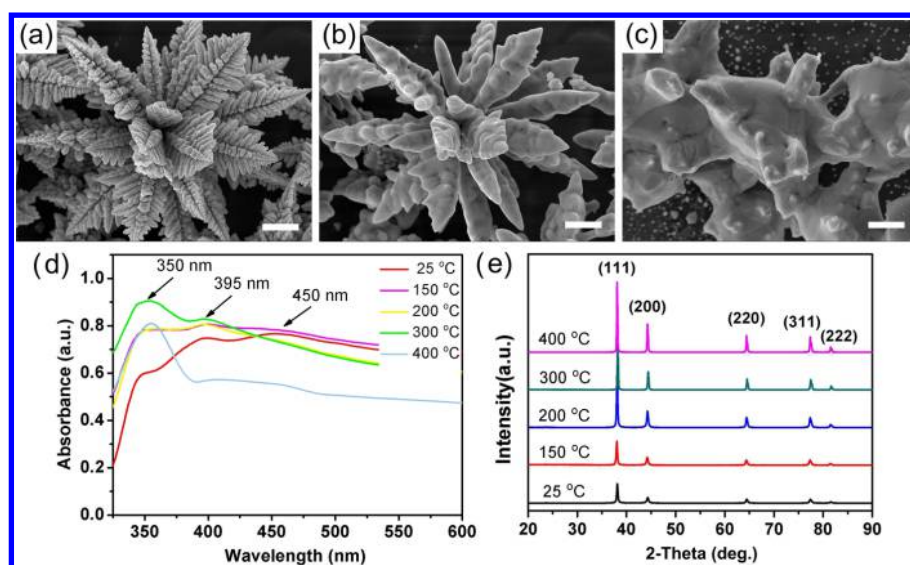 (a)
(b)
(c)
(d)
350 nm
395 nm
450 nm
25 °C
150 °C
200 °C
300 °C
400 °C
1.0
0.8
0.6
0.4
0.2
0.0
Absorbance (a.u.)
350 400 450 500 550 600
Wavelength (nm)
(e)
(111)
(200)
(220)
(311)
(222)
400 °C
300 °C
200 °C
150 °C
25 °C
Intensity(a.u.)
20 30 40 50 60 70 80 90
2-Theta (deg.)